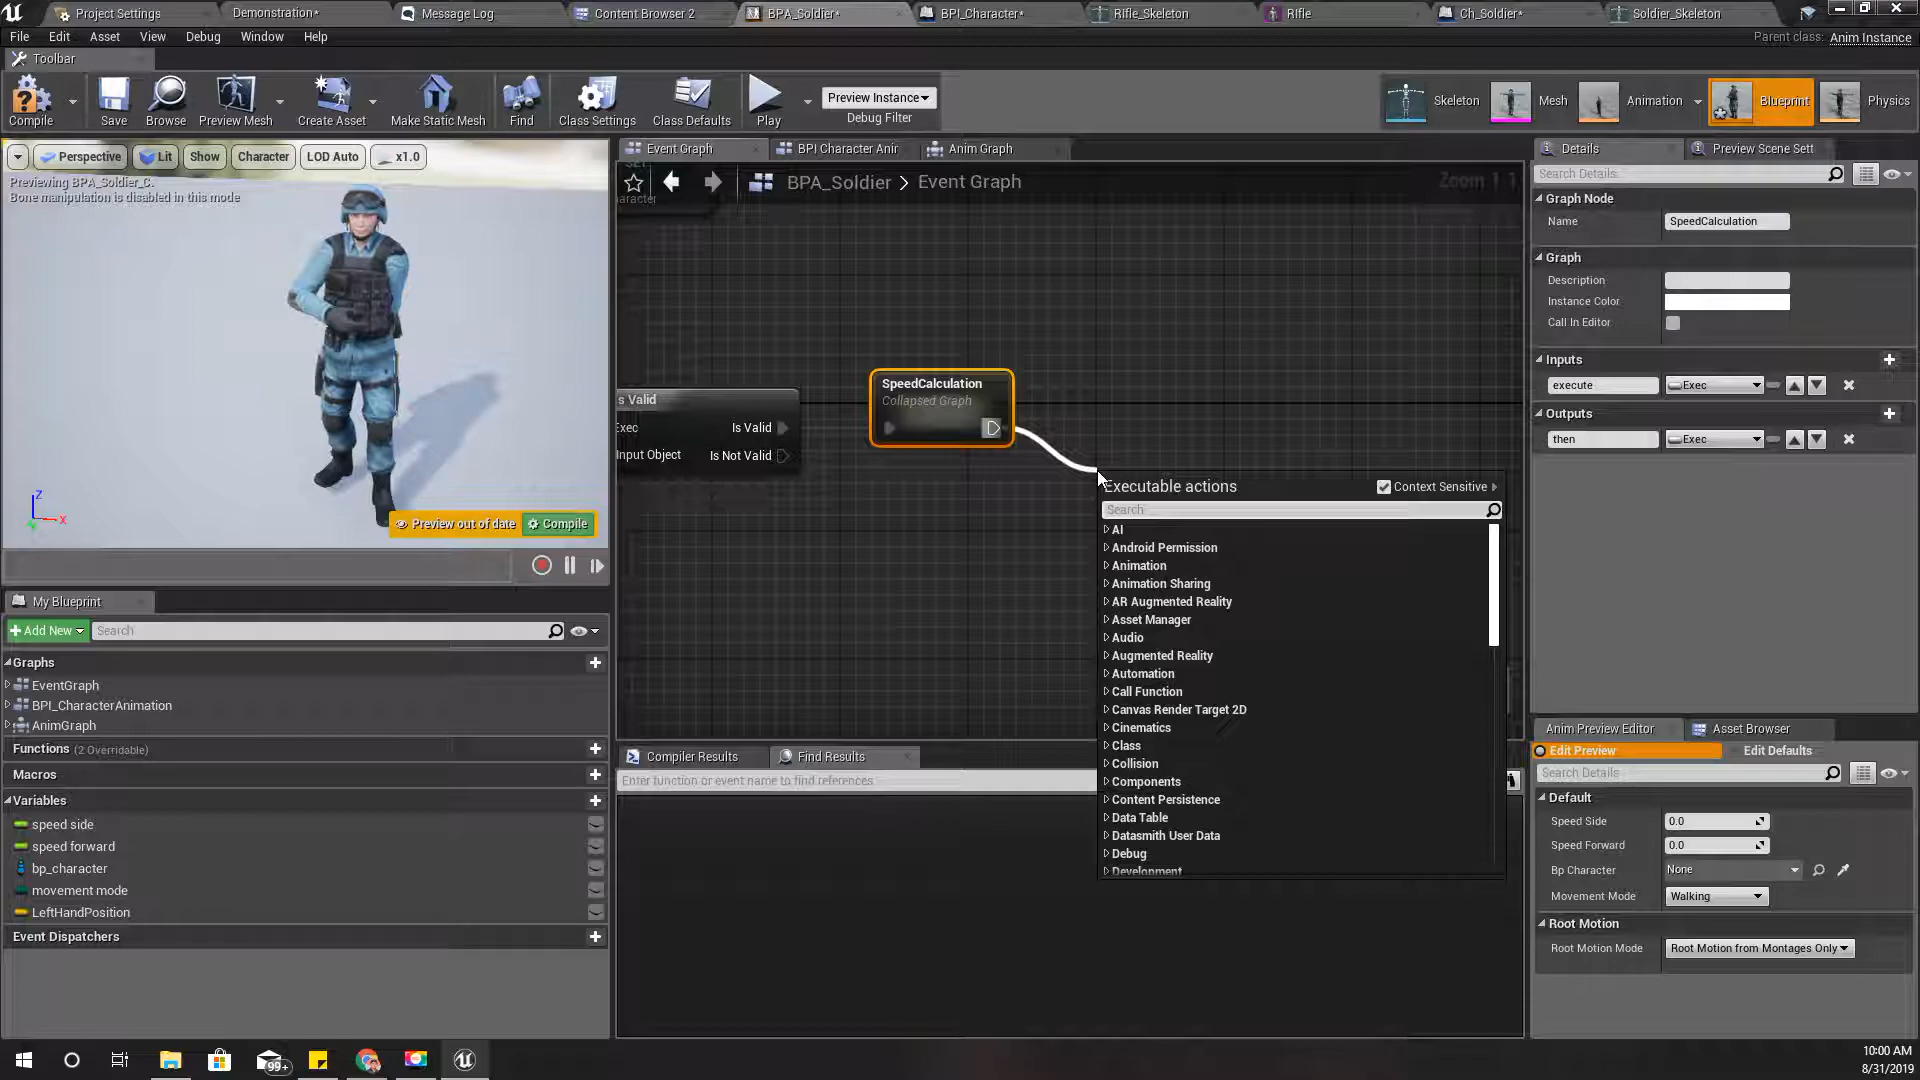 Project Settings
Demonstration*
Message Log
Content Browser 2
BPA_Soldier*
BPI_Character*
Rifle_Skeleton
Rifle
Ch_Soldier*
Soldier_Skeleton
File Edit Asset View Debug Window Help
Parent class: Anim Instance
Toolbar
Compile
Save
Browse
Preview Mesh
Create Asset
Make Static Mesh
Find
Class Settings
Class Defaults
Play
Preview Instance
Debug Filter
Skeleton
Mesh
Animation
Blueprint
Physics
Perspective
Lit
Show
Character
LOD Auto
x1.0
Previewing BPA_Soldier_C.
Bone manipulation is disabled in this mode
Z
X
Preview out of date
Compile
Event Graph
BPI Character Anir
Anim Graph
BPA_Soldier > Event Graph
Zoom 1:1
aracter
s Valid
Exec
Is Valid
Input Object
Is Not Valid
SpeedCalculation
Collapsed Graph
Executable actions
Context Sensitive
Search
AI
Android Permission
Animation
Animation Sharing
AR Augmented Reality
Asset Manager
Audio
Augmented Reality
Automation
Call Function
Canvas Render Target 2D
Cinematics
Class
Collision
Components
Content Persistence
Data Table
Datasmith User Data
Debug
Development
My Blueprint
Add New
Search
Graphs
EventGraph
BPI_CharacterAnimation
AnimGraph
Functions (2 Overridable)
Macros
Variables
speed side
speed forward
bp_character
movement mode
LeftHandPosition
Event Dispatchers
Compiler Results
Find Results
Enter function or event name to find references
Details
Preview Scene Sett
Search Details
Graph Node
Name
SpeedCalculation
Graph
Description
Instance Color
Call In Editor
Inputs
execute
Exec
Outputs
then
Exec
Anim Preview Editor
Asset Browser
Edit Preview
Edit Defaults
Search Details
Default
Speed Side
0.0
Speed Forward
0.0
Bp Character
None
Movement Mode
Walking
Root Motion
Root Motion Mode
Root Motion from Montages Only
99+
10:00 AM
8/31/2019